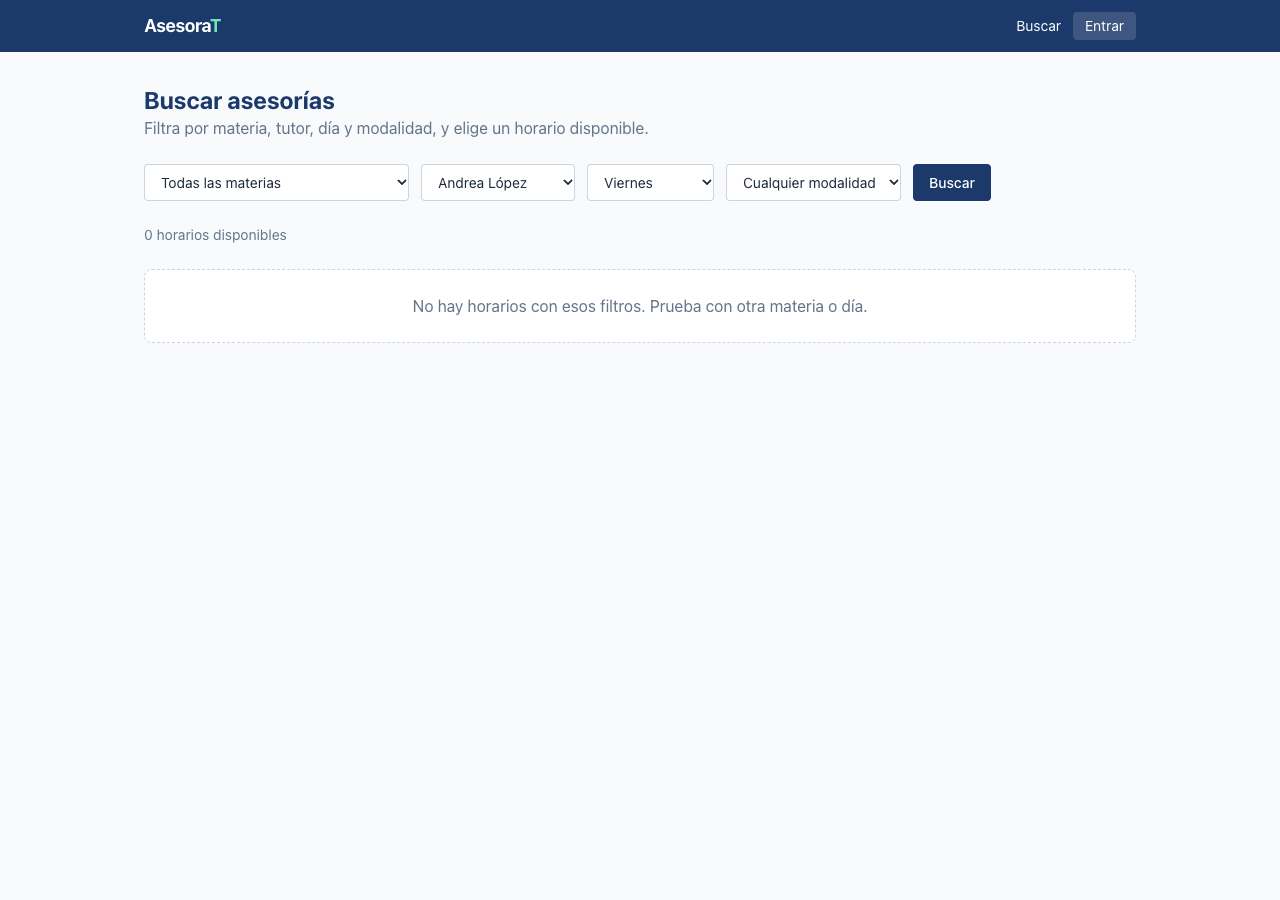 AsesoraT
Buscar
Entrar
Buscar asesorías
Filtra por materia, tutor, día y modalidad, y elige un horario disponible.
Todas las materias
Andrea López
Viernes
Cualquier modalidad
Buscar
0 horarios disponibles
No hay horarios con esos filtros. Prueba con otra materia o día.